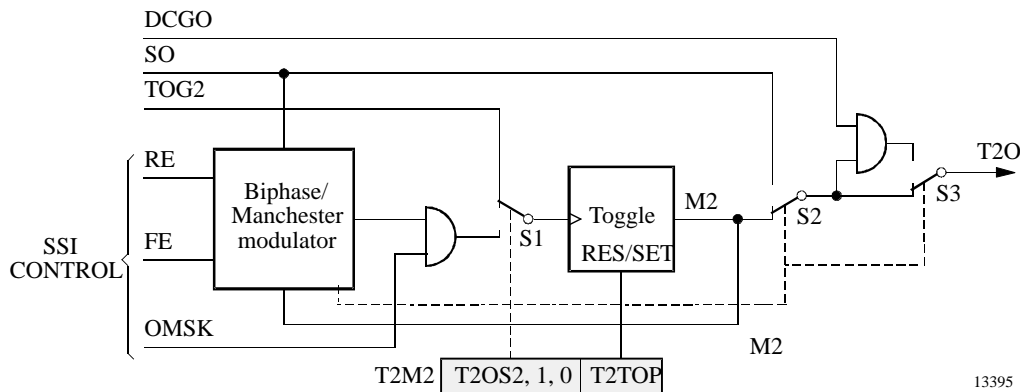 DCGO
SO
TOG2
RE
Biphase/
Manchester
modulator
FE
SSI
CONTROL
OMSK
S1
Toggle
RES/SET
M2
S2
S3
T2O
M2
T2M2 T2OS2, 1, 0 T2TOP
13395